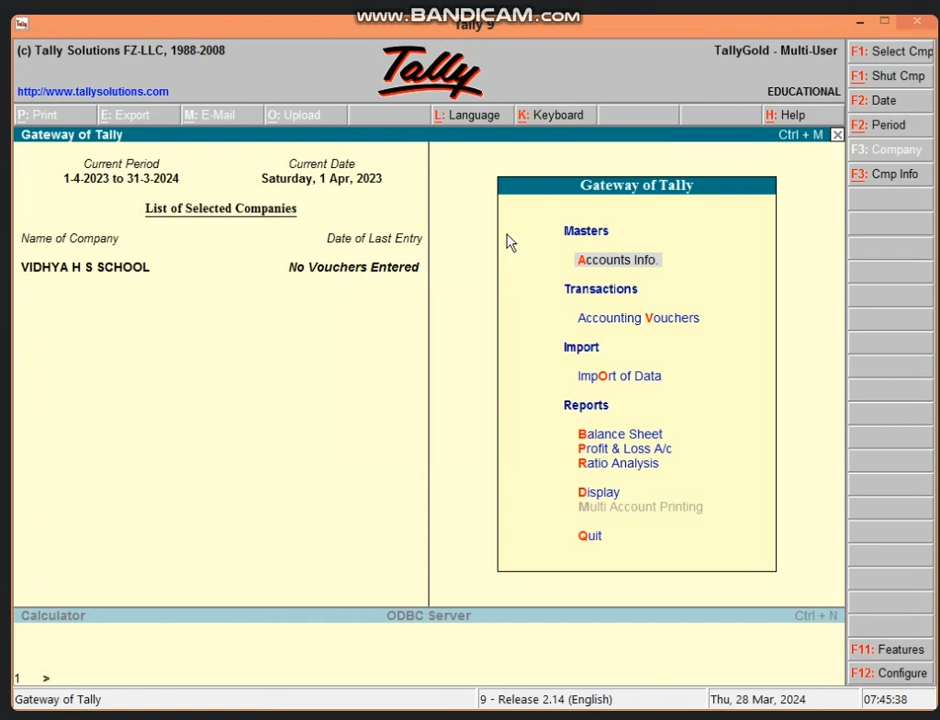 www.BANDICAM.com
Tally 9
(c) Tally Solutions FZ-LLC, 1988-2008
Tally
TallyGold - Multi-User
http://www.tallysolutions.com
EDUCATIONAL
P: Print
E: Export
M: E-Mail
O: Upload
L: Language
K: Keyboard
H: Help
Gateway of Tally
Ctrl + M
Current Period
Current Date
1-4-2023 to 31-3-2024
Saturday, 1 Apr, 2023
List of Selected Companies
Name of Company
Date of Last Entry
VIDHYA H S SCHOOL
No Vouchers Entered
Gateway of Tally
Masters
Accounts Info.
Transactions
Accounting Vouchers
Import
ImpOrt of Data
Reports
Balance Sheet
Profit & Loss A/c
Ratio Analysis
Display
Multi Account Printing
Quit
F1: Select Cmp
F1: Shut Cmp
F2: Date
F2: Period
F3: Company
F3: Cmp Info
F11: Features
F12: Configure
Calculator
ODBC Server
Ctrl + N
1 >
Gateway of Tally
9 - Release 2.14 (English)
Thu, 28 Mar, 2024
07:45:38